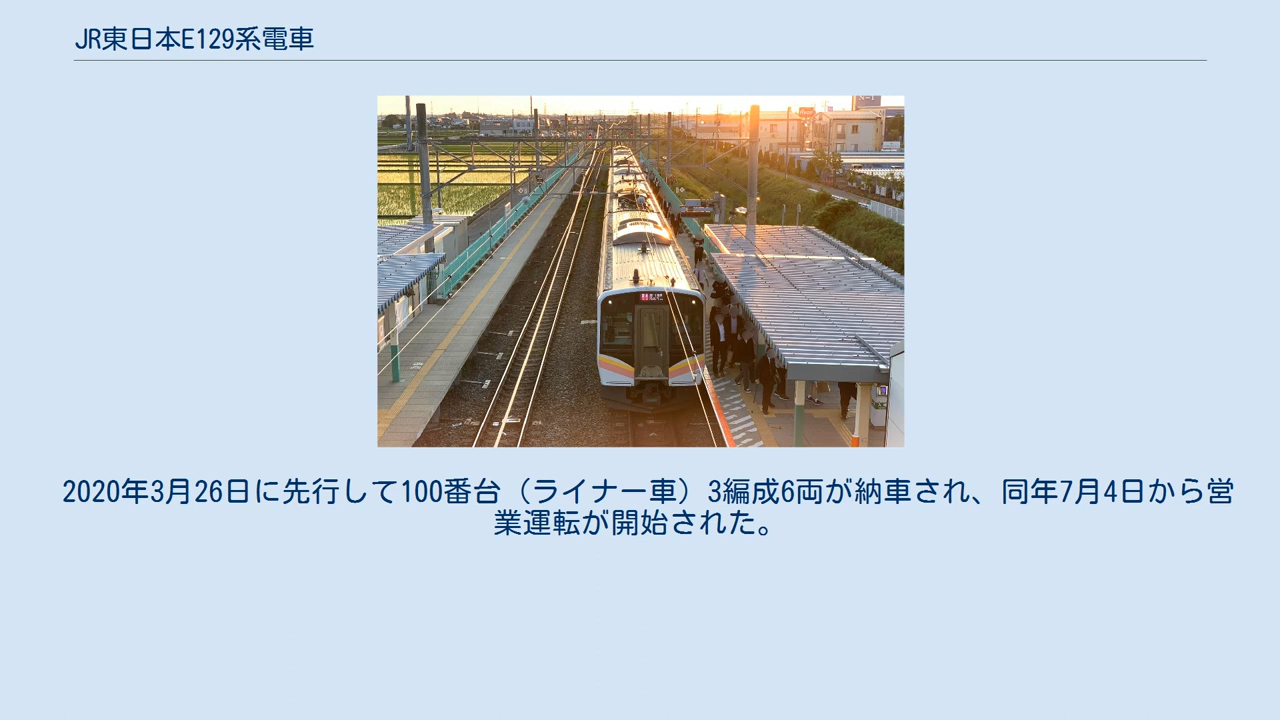 JR東日本E129系電車
2020年3月26日に先行して100番台（ライナー車）3編成6両が納車され、同年7月4日から営
業運転が開始された。